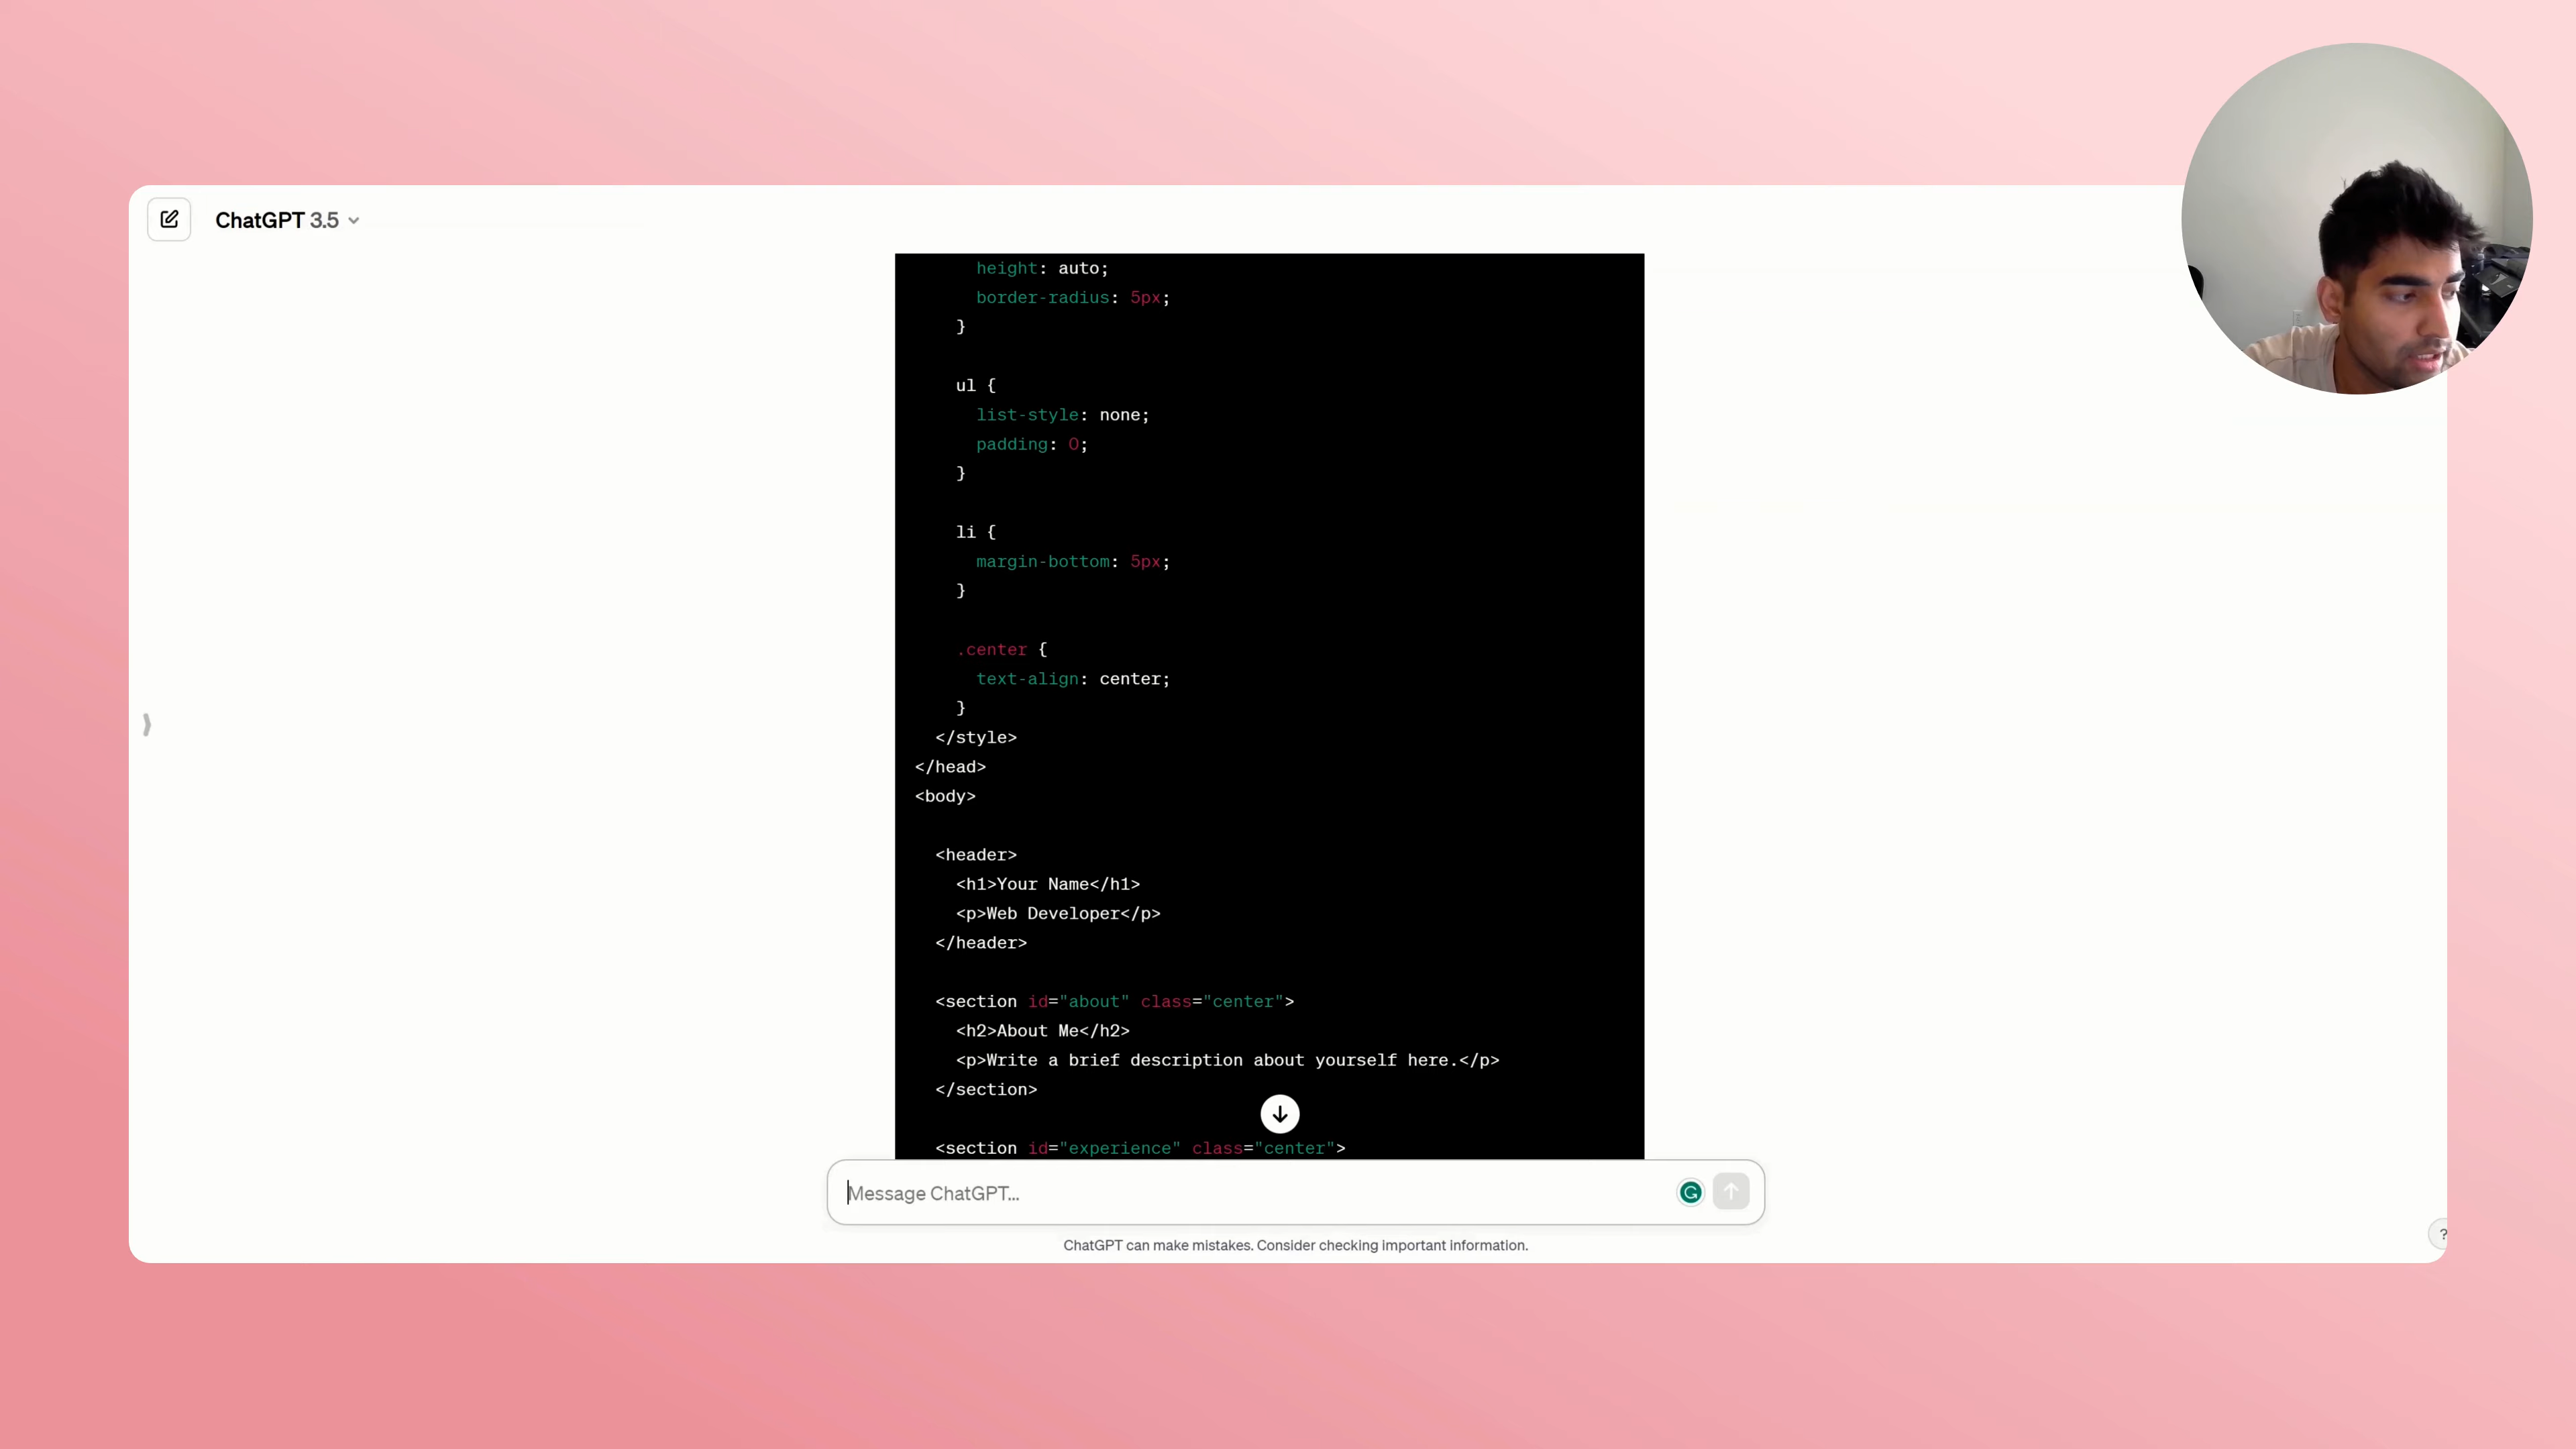 ChatGPT 3.5
height: auto;
border-radius: 5px;
}
ul {
list-style: none;
padding: 0;
}
li {
margin-bottom: 5px;
}
.center {
text-align: center;
}
</style>
</head>
<body>
<header>
<h1>Your Name</h1>
<p>Web Developer</p>
</header>
<section id="about" class="center">
<h2>About Me</h2>
<p>Write a brief description about yourself here.</p>
</section>
<section id="experience" class="center">
Message ChatGPT...
ChatGPT can make mistakes. Consider checking important information.
?